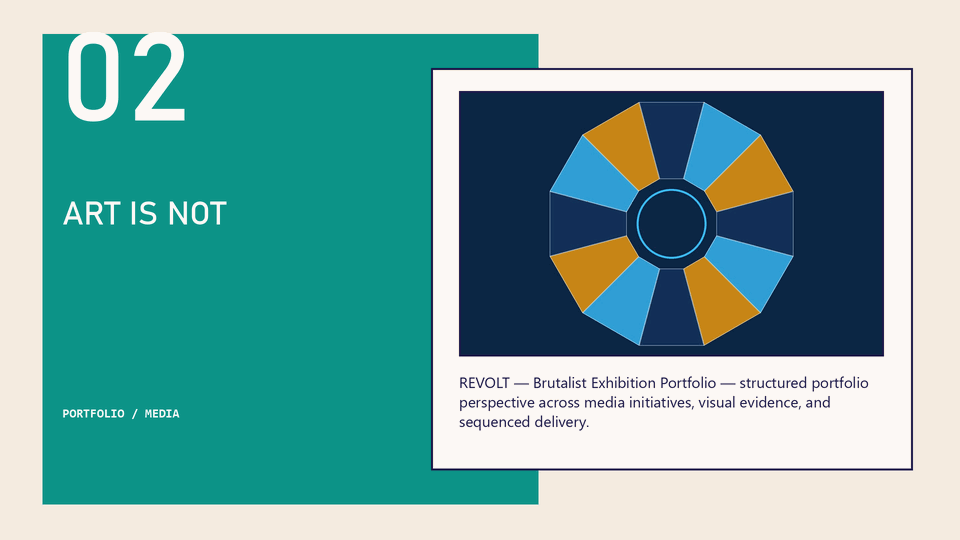 02
ART IS NOT
PORTFOLIO / MEDIA
REVOLT — Brutalist Exhibition Portfolio — structured portfolio
perspective across media initiatives, visual evidence, and
sequenced delivery.